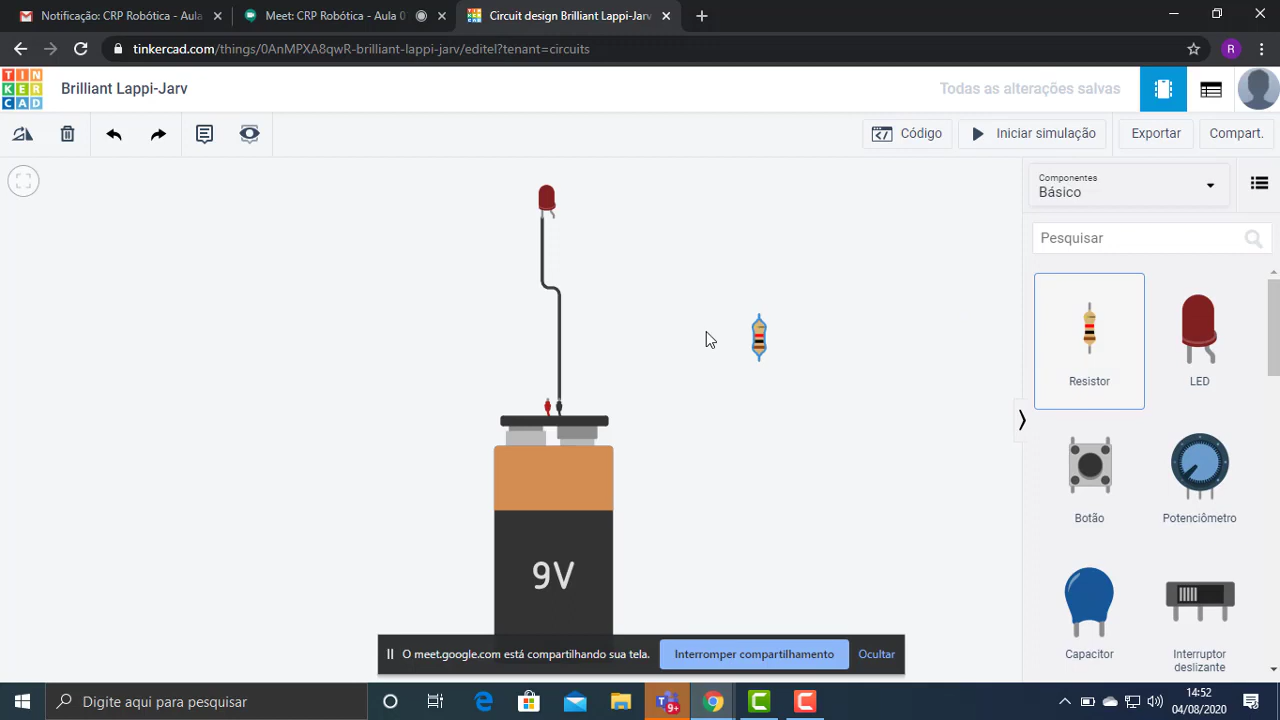 Notificação: CRP Robótica - Aula
Meet: CRP Robótica - Aula 0
Circuit design Brilliant Lappi-Jarv
tinkercad.com/things/0AnMPXA8qwR-brilliant-lappi-jarv/editel?tenant=circuits
R
TIN
KER
CAD
Brilliant Lappi-Jarv
Todas as alterações salvas
Código
Iniciar simulação
Exportar
Compart.
Componentes
Básico
Pesquisar
Resistor
LED
Botão
Potenciômetro
Capacitor
Interruptor
deslizante
9V
O meet.google.com está compartilhando sua tela.
Interromper compartilhamento
Ocultar
Digite aqui para pesquisar
9+
14:52
04/08/2020